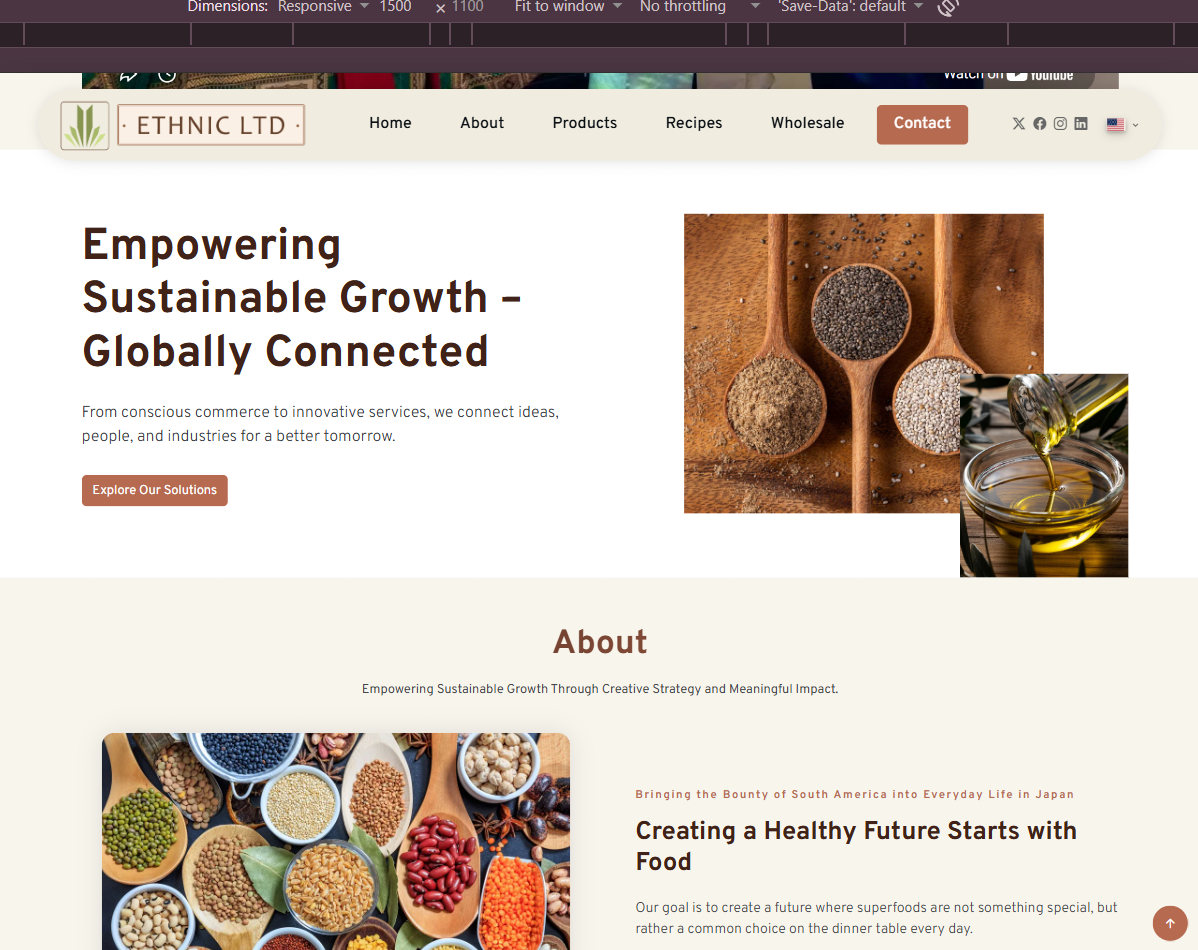 Dimensions: Responsive 1500 × 1100 Fit to window No throttling 'Save-Data': default
Watch on YouTube
· ETHNIC LTD ·
Home About Products Recipes Wholesale Contact
Empowering
Sustainable Growth –
Globally Connected
From conscious commerce to innovative services, we connect ideas,
people, and industries for a better tomorrow.
Explore Our Solutions
About
Empowering Sustainable Growth Through Creative Strategy and Meaningful Impact.
Bringing the Bounty of South America into Everyday Life in Japan
Creating a Healthy Future Starts with
Food
Our goal is to create a future where superfoods are not something special, but
rather a common choice on the dinner table every day.